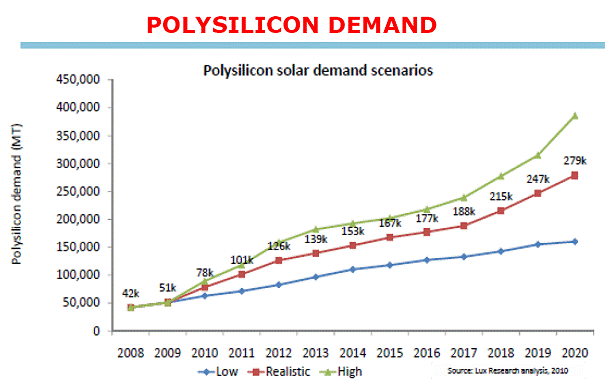 POLYSILICON DEMAND
Polysilicon solar demand scenarios
Polysilicon demand (MT)
450,000
400,000
350,000
300,000
250,000
200,000
150,000
100,000
50,000
0
42k 51k 78k 101k 126k 139k 153k 167k 177k 188k 215k 247k 279k
2008 2009 2010 2011 2012 2013 2014 2015 2016 2017 2018 2019 2020
Low Realistic High
Source: Lux Research analysis, 2010